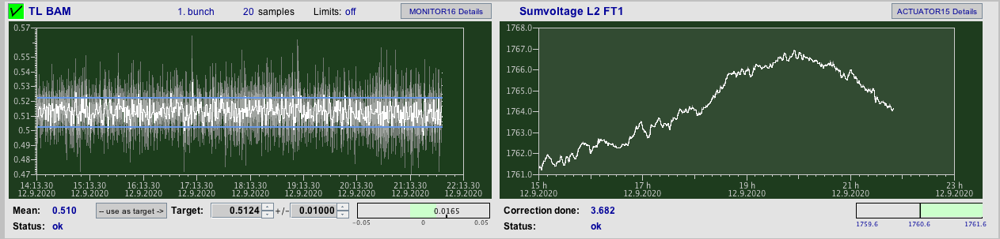 TL BAM 1. bunch 20 samples Limits: off MONITOR16 Details
0.57
0.55
0.54
0.53
0.52
0.51
0.5
0.49
0.48
0.47
14:13.30 15:13.30 16:13.30 17:13.30 18:13.30 19:13.30 20:13.30 21:13.30 22:13.30
12.9.2020 12.9.2020 12.9.2020 12.9.2020 12.9.2020 12.9.2020 12.9.2020 12.9.2020 12.9.2020
Mean: 0.510 -- use as target -> Target: 0.5124 +/- 0.01000 0.0165
-0.05 0 0.05
Status: ok
Sumvoltage L2 FT1 ACTUATOR15 Details
1768.0
1767.0
1766.0
1765.0
1764.0
1763.0
1762.0
1761.0
15 h 17 h 19 h 21 h 23 h
12.9.2020 12.9.2020 12.9.2020 12.9.2020 12.9.2020
Correction done: 3.682
1759.6 1760.6 1761.6
Status: ok